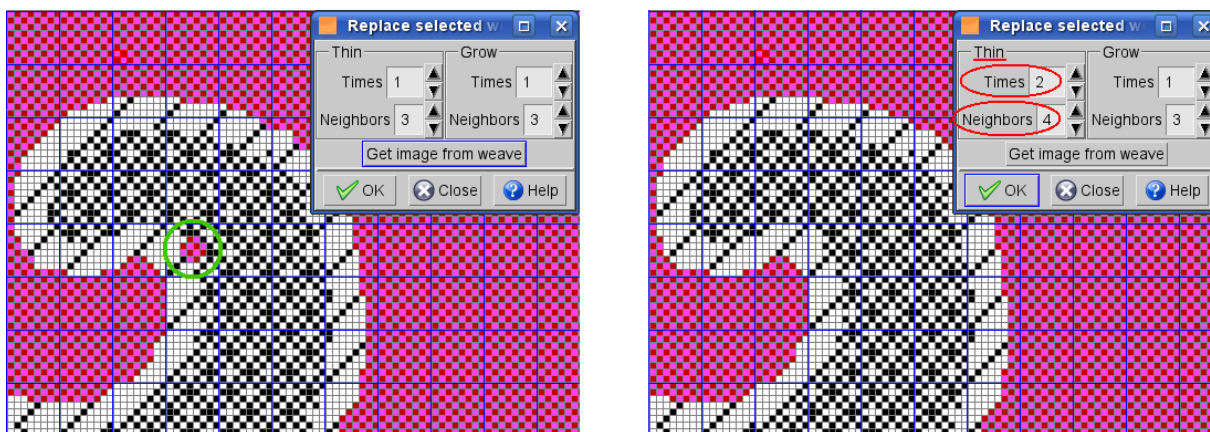 Replace selected w
Thin Grow
Times 1 Times 1
Neighbors 3 Neighbors 3
Get image from weave
OK Close Help
Replace selected w
Thin Grow
Times 2 Times 1
Neighbors 4 Neighbors 3
Get image from weave
OK Close Help